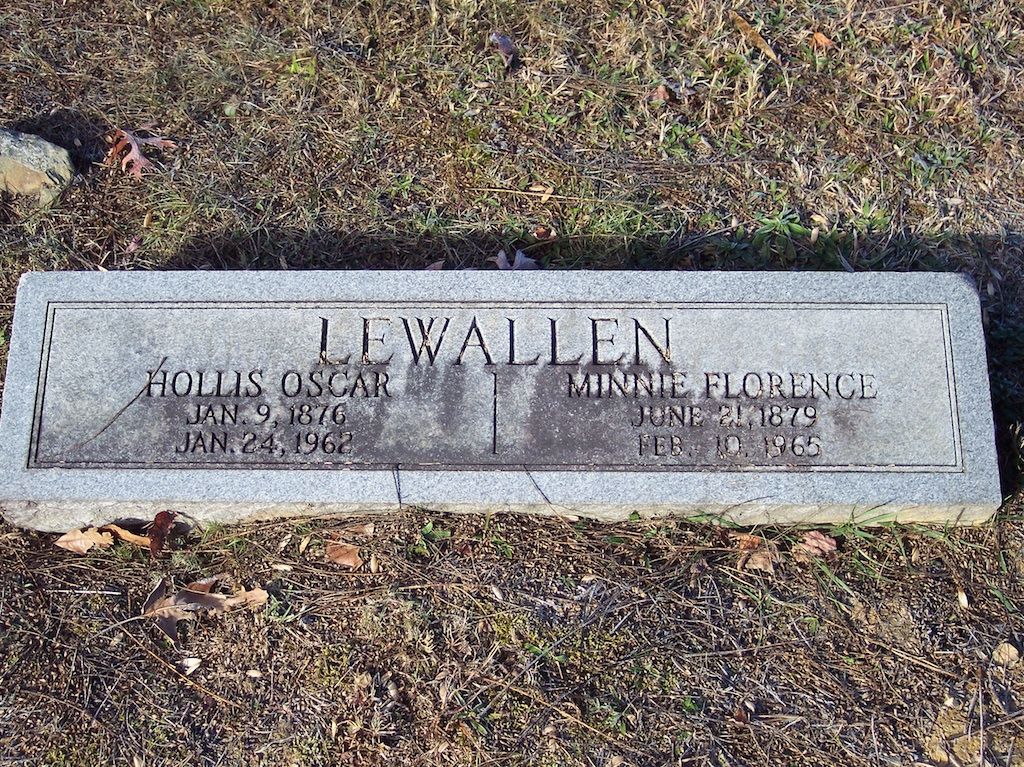 LEWALLEN
HOLLIS OSCAR
JAN. 9, 1876
JAN. 24, 1962
MINNIE FLORENCE
JUNE 21, 1879
FEB. 10, 1965